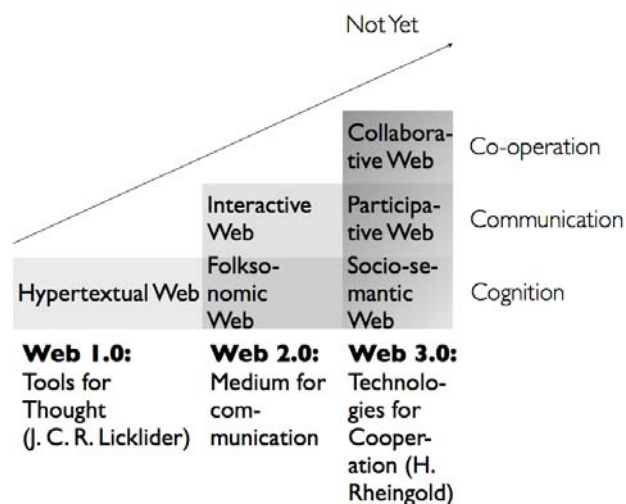 Not Yet
Collabora-
tive Web
Co-operation
Interactive
Web
Participa-
tive Web
Communication
Hypertextual Web
Folkso-
nomic
Web
Socio-se-
mantic
Web
Cognition
Web 1.0:
Tools for
Thought
(J. C. R. Licklider)
Web 2.0:
Medium for
com-
munication
Web 3.0:
Technolo-
gies for
Cooper-
ation (H.
Rheingold)